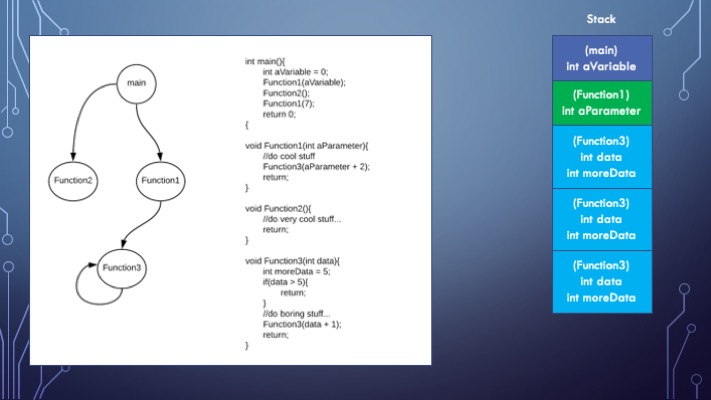 Stack
main
Function2
Function1
Function3
int main(){
int aVariable = 0;
Function1(aVariable);
Function2();
Function1(7);
return 0;
{
void Function1(int aParameter){
//do cool stuff
Function3(aParameter + 2);
return;
}
void Function2(){
//do very cool stuff...
return;
}
void Function3(int data){
int moreData = 5;
if(data > 5){
return;
}
//do boring stuff...
Function3(data + 1);
return;
}
(main)
int aVariable
(Function1)
int aParameter
(Function3)
int data
int moreData
(Function3)
int data
int moreData
(Function3)
int data
int moreData